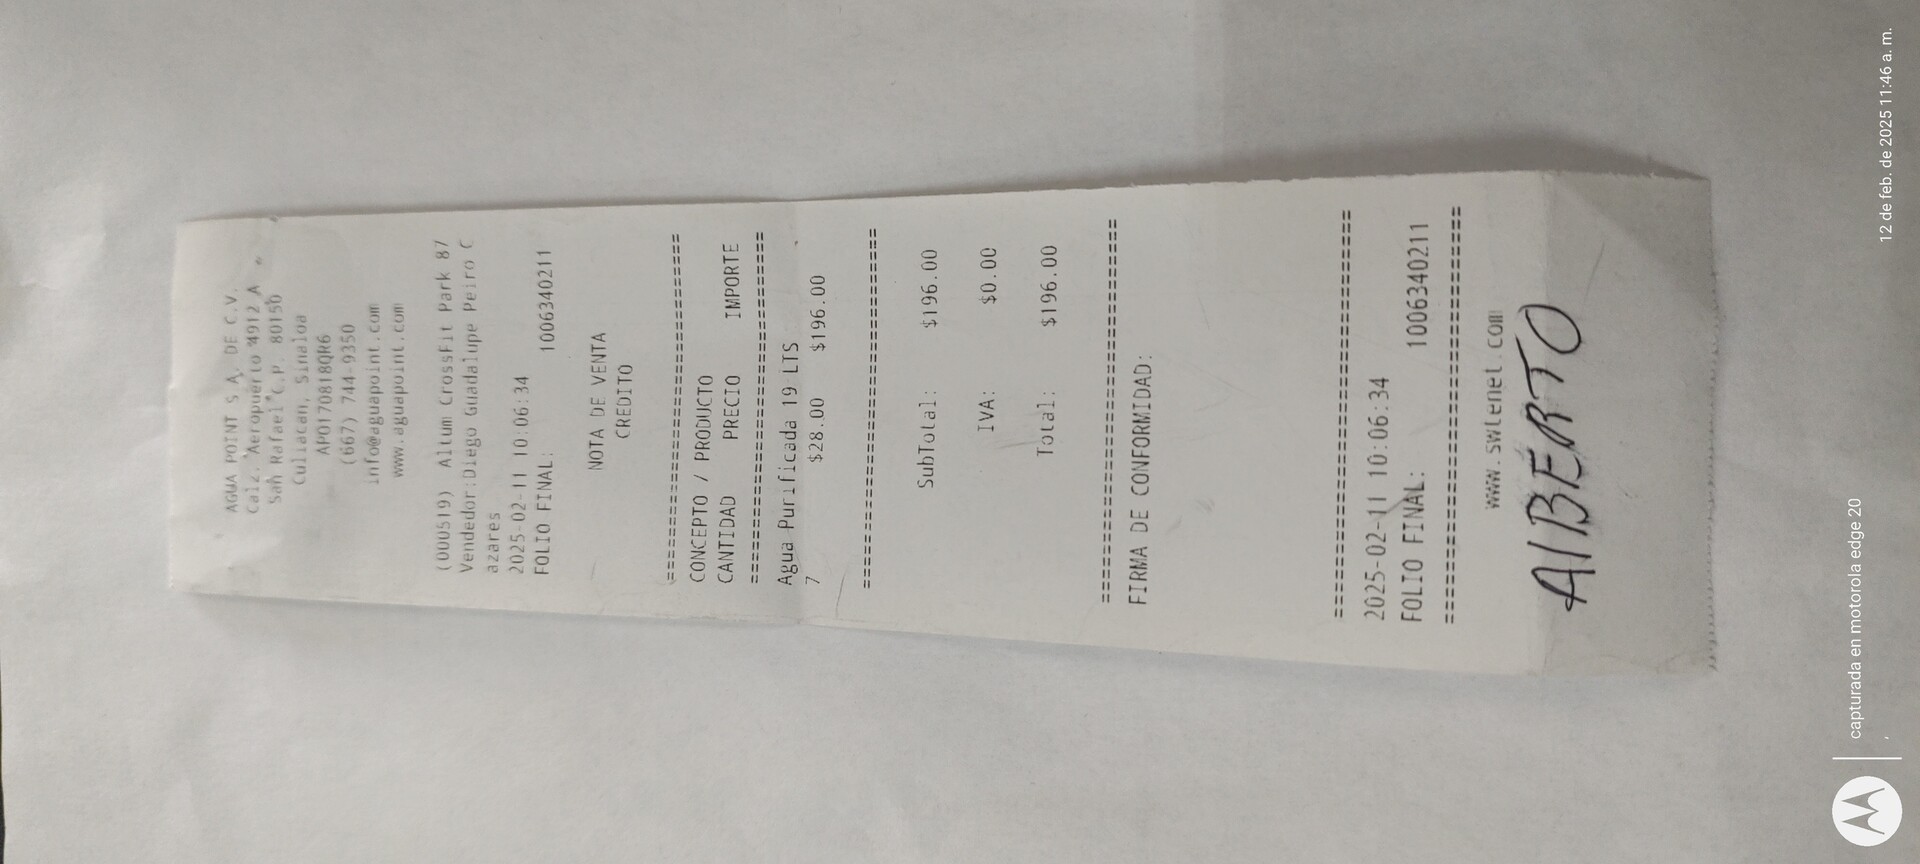 AGUA POINT S.A. DE C.V.
Calz. Aeropuerto 4912 A
San Rafael C.P. 80150
Culiacan, Sinaloa
APO170818QR6
(667) 744-9350
info@aguapoint.com
www.aguapoint.com
(000519) Altum CrossFit Park 87
Vendedor:Diego Guadalupe Peiro C
azares
2025-02-11 10:06:34
FOLIO FINAL: 1006340211
NOTA DE VENTA
CREDITO
================================
CONCEPTO / PRODUCTO
CANTIDAD PRECIO IMPORTE
================================
Agua Purificada 19 LTS
7 $28.00 $196.00
================================
SubTotal: $196.00
IVA: $0.00
Total: $196.00
================================
FIRMA DE CONFORMIDAD:
================================
2025-02-11 10:06:34
FOLIO FINAL: 1006340211
================================
www.swlenet.com
AlBERTO
capturada en motorola edge 20
12 de feb. de 2025 11:46 a. m.